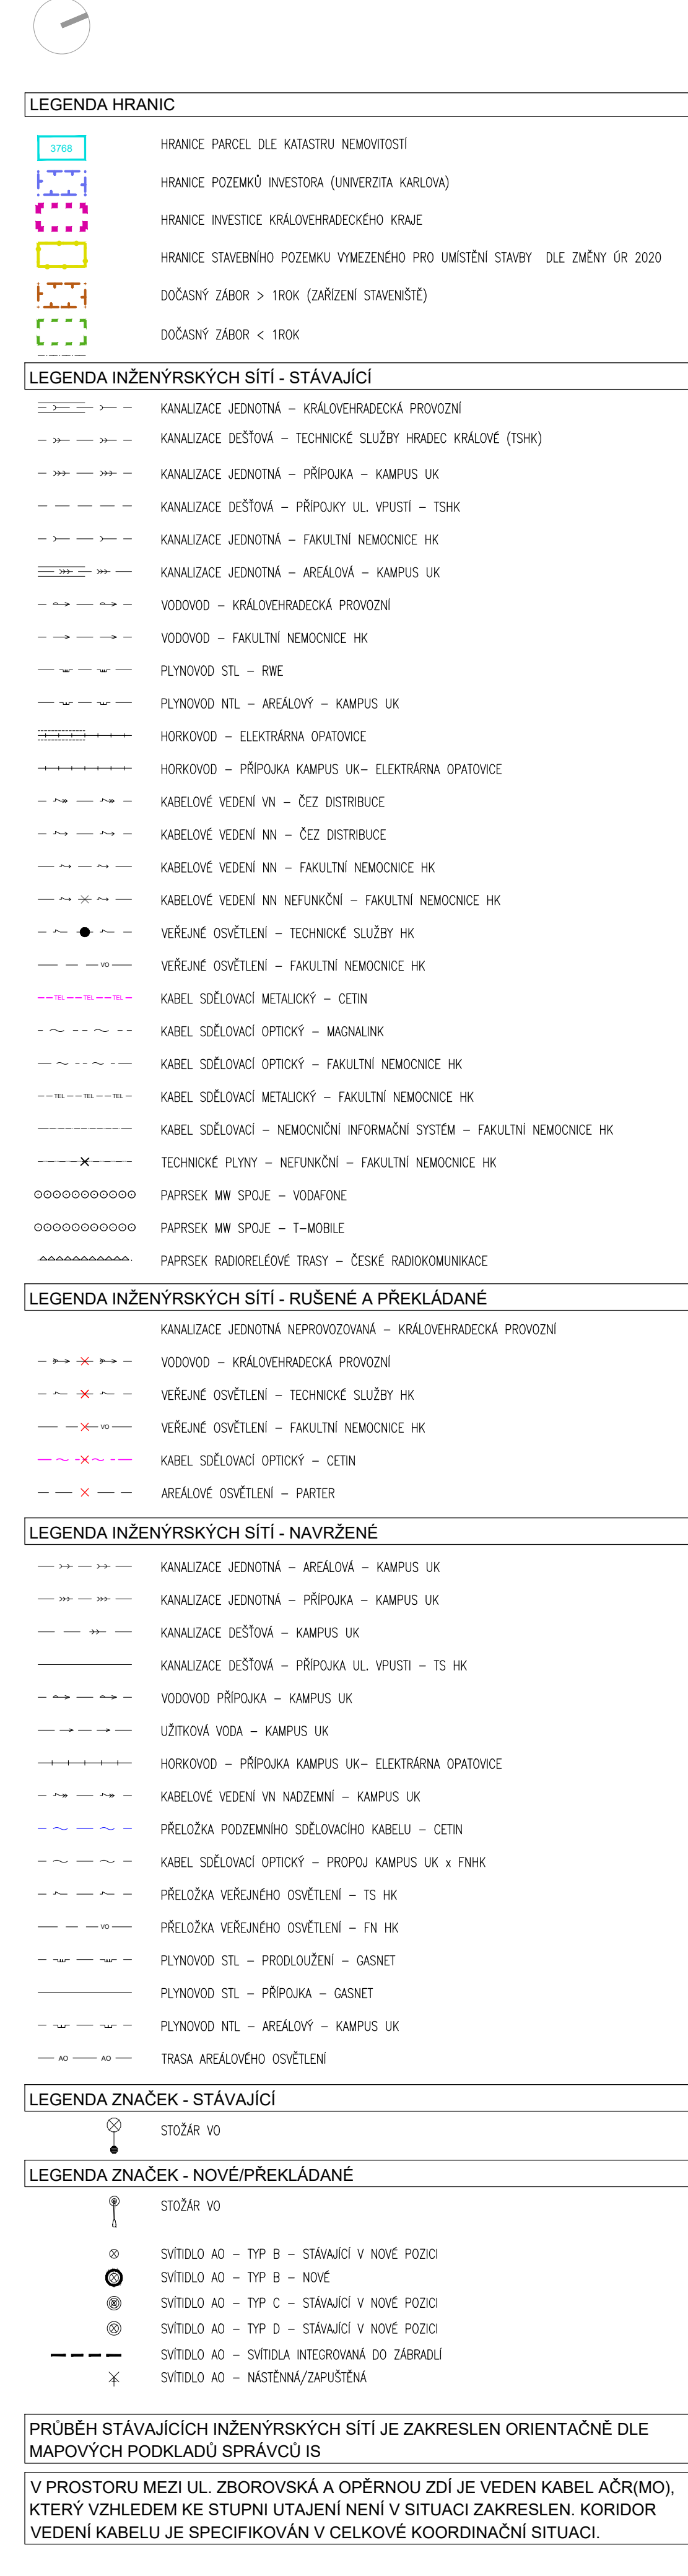 LEGENDA HRANIC
3768 HRANICE PARCEL DLE KATASTRU NEMOVITOSTÍ
HRANICE POZEMKŮ INVESTORA (UNIVERZITA KARLOVA)
HRANICE INVESTICE KRÁLOVEHRADECKÉHO KRAJE
HRANICE STAVEBNÍHO POZEMKU VYMEZENÉHO PRO UMÍSTĚNÍ STAVBY DLE ZMĚNY ÚR 2020
DOČASNÝ ZÁBOR > 1ROK (ZAŘÍZENÍ STAVENIŠTĚ)
DOČASNÝ ZÁBOR < 1ROK
LEGENDA INŽENÝRSKÝCH SÍTÍ - STÁVAJÍCÍ
KANALIZACE JEDNOTNÁ – KRÁLOVEHRADECKÁ PROVOZNÍ
KANALIZACE DEŠŤOVÁ – TECHNICKÉ SLUŽBY HRADEC KRÁLOVÉ (TSHK)
KANALIZACE JEDNOTNÁ – PŘÍPOJKA – KAMPUS UK
KANALIZACE DEŠŤOVÁ – PŘÍPOJKY UL. VPUSTÍ – TSHK
KANALIZACE JEDNOTNÁ – FAKULTNÍ NEMOCNICE HK
KANALIZACE JEDNOTNÁ – AREÁLOVÁ – KAMPUS UK
VODOVOD – KRÁLOVEHRADECKÁ PROVOZNÍ
VODOVOD – FAKULTNÍ NEMOCNICE HK
PLYNOVOD STL – RWE
PLYNOVOD NTL – AREÁLOVÝ – KAMPUS UK
HORKOVOD – ELEKTRÁRNA OPATOVICE
HORKOVOD – PŘÍPOJKA KAMPUS UK– ELEKTRÁRNA OPATOVICE
KABELOVÉ VEDENÍ VN – ČEZ DISTRIBUCE
KABELOVÉ VEDENÍ NN – ČEZ DISTRIBUCE
KABELOVÉ VEDENÍ NN – FAKULTNÍ NEMOCNICE HK
KABELOVÉ VEDENÍ NN NEFUNKČNÍ – FAKULTNÍ NEMOCNICE HK
VEŘEJNÉ OSVĚTLENÍ – TECHNICKÉ SLUŽBY HK
VO VEŘEJNÉ OSVĚTLENÍ – FAKULTNÍ NEMOCNICE HK
TEL TEL TEL KABEL SDĚLOVACÍ METALICKÝ – CETIN
KABEL SDĚLOVACÍ OPTICKÝ – MAGNALINK
KABEL SDĚLOVACÍ OPTICKÝ – FAKULTNÍ NEMOCNICE HK
TEL TEL TEL KABEL SDĚLOVACÍ METALICKÝ – FAKULTNÍ NEMOCNICE HK
KABEL SDĚLOVACÍ – NEMOCNIČNÍ INFORMAČNÍ SYSTÉM – FAKULTNÍ NEMOCNICE HK
TECHNICKÉ PLYNY – NEFUNKČNÍ – FAKULTNÍ NEMOCNICE HK
PAPRSEK MW SPOJE – VODAFONE
PAPRSEK MW SPOJE – T–MOBILE
PAPRSEK RADIORELÉOVÉ TRASY – ČESKÉ RADIOKOMUNIKACE
LEGENDA INŽENÝRSKÝCH SÍTÍ - RUŠENÉ A PŘEKLÁDANÉ
KANALIZACE JEDNOTNÁ NEPROVOZOVANÁ – KRÁLOVEHRADECKÁ PROVOZNÍ
VODOVOD – KRÁLOVEHRADECKÁ PROVOZNÍ
VEŘEJNÉ OSVĚTLENÍ – TECHNICKÉ SLUŽBY HK
VO VEŘEJNÉ OSVĚTLENÍ – FAKULTNÍ NEMOCNICE HK
KABEL SDĚLOVACÍ OPTICKÝ – CETIN
AREÁLOVÉ OSVĚTLENÍ – PARTER
LEGENDA INŽENÝRSKÝCH SÍTÍ - NAVRŽENÉ
KANALIZACE JEDNOTNÁ – AREÁLOVÁ – KAMPUS UK
KANALIZACE JEDNOTNÁ – PŘÍPOJKA – KAMPUS UK
KANALIZACE DEŠŤOVÁ – KAMPUS UK
KANALIZACE DEŠŤOVÁ – PŘÍPOJKA UL. VPUSTI – TS HK
VODOVOD PŘÍPOJKA – KAMPUS UK
UŽITKOVÁ VODA – KAMPUS UK
HORKOVOD – PŘÍPOJKA KAMPUS UK– ELEKTRÁRNA OPATOVICE
KABELOVÉ VEDENÍ VN NADZEMNÍ – KAMPUS UK
PŘELOŽKA PODZEMNÍHO SDĚLOVACÍHO KABELU – CETIN
KABEL SDĚLOVACÍ OPTICKÝ – PROPOJ KAMPUS UK x FNHK
PŘELOŽKA VEŘEJNÉHO OSVĚTLENÍ – TS HK
VO PŘELOŽKA VEŘEJNÉHO OSVĚTLENÍ – FN HK
PLYNOVOD STL – PRODLOUŽENÍ – GASNET
PLYNOVOD STL – PŘÍPOJKA – GASNET
PLYNOVOD NTL – AREÁLOVÝ – KAMPUS UK
AO AO TRASA AREÁLOVÉHO OSVĚTLENÍ
LEGENDA ZNAČEK - STÁVAJÍCÍ
STOŽÁR VO
LEGENDA ZNAČEK - NOVÉ/PŘEKLÁDANÉ
STOŽÁR VO
SVÍTIDLO AO – TYP B – STÁVAJÍCÍ V NOVÉ POZICI
SVÍTIDLO AO – TYP B – NOVÉ
SVÍTIDLO AO – TYP C – STÁVAJÍCÍ V NOVÉ POZICI
SVÍTIDLO AO – TYP D – STÁVAJÍCÍ V NOVÉ POZICI
SVÍTIDLO AO – SVÍTIDLA INTEGROVANÁ DO ZÁBRADLÍ
SVÍTIDLO AO – NÁSTĚNNÁ/ZAPUŠTĚNÁ
PRŮBĚH STÁVAJÍCÍCH INŽENÝRSKÝCH SÍTÍ JE ZAKRESLEN ORIENTAČNĚ DLE
MAPOVÝCH PODKLADŮ SPRÁVCŮ IS
V PROSTORU MEZI UL. ZBOROVSKÁ A OPĚRNOU ZDÍ JE VEDEN KABEL AČR(MO),
KTERÝ VZHLEDEM KE STUPNI UTAJENÍ NENÍ V SITUACI ZAKRESLEN. KORIDOR
VEDENÍ KABELU JE SPECIFIKOVÁN V CELKOVÉ KOORDINAČNÍ SITUACI.